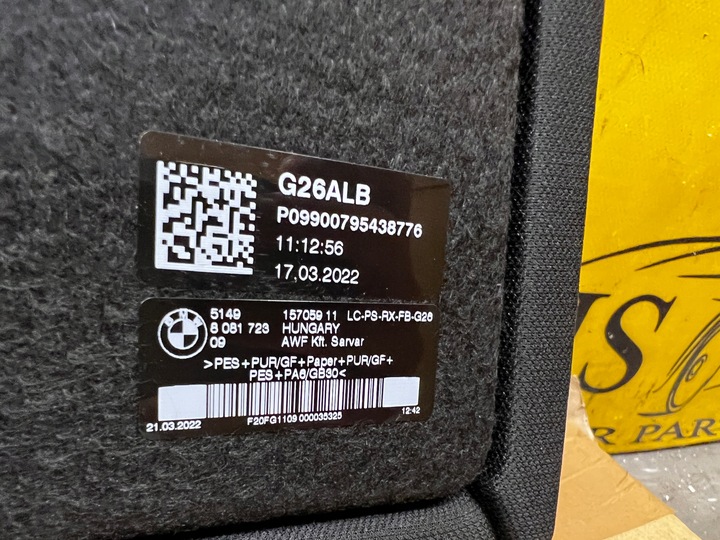 G26ALB
P09900795438776
11:12:56
17.03.2022
BMW
5149 157059 11 LC-PS-RX-FB-G26
8 081 723 HUNGARY
09 AWF Kft. Sarvar
>PES+PUR/GF+Paper+PUR/GF+
PES+PA6/GB30<
21.03.2022 F20FG1109 000035325 12:42
R PAR